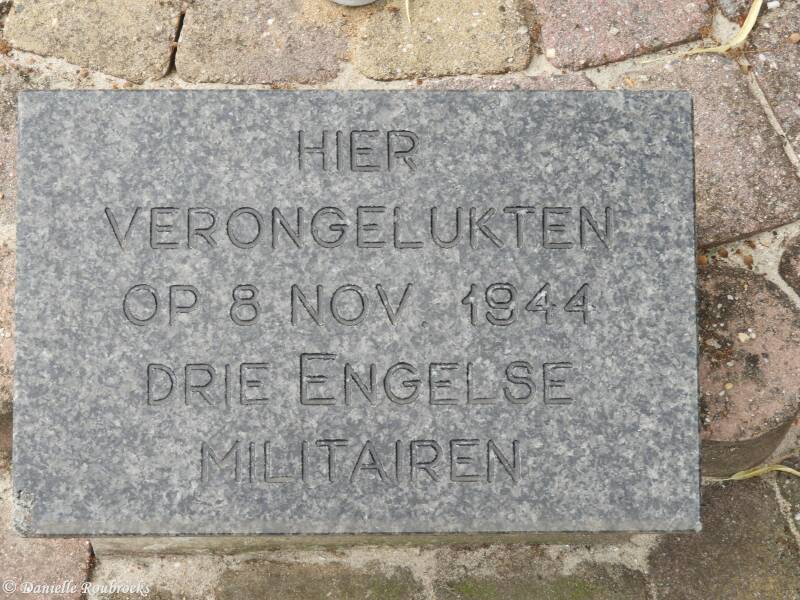 HIER
VERONGELUKTEN
OP 8 NOV. 1944
DRIE ENGELSE
MILITAIREN
© Danielle Roubroeks